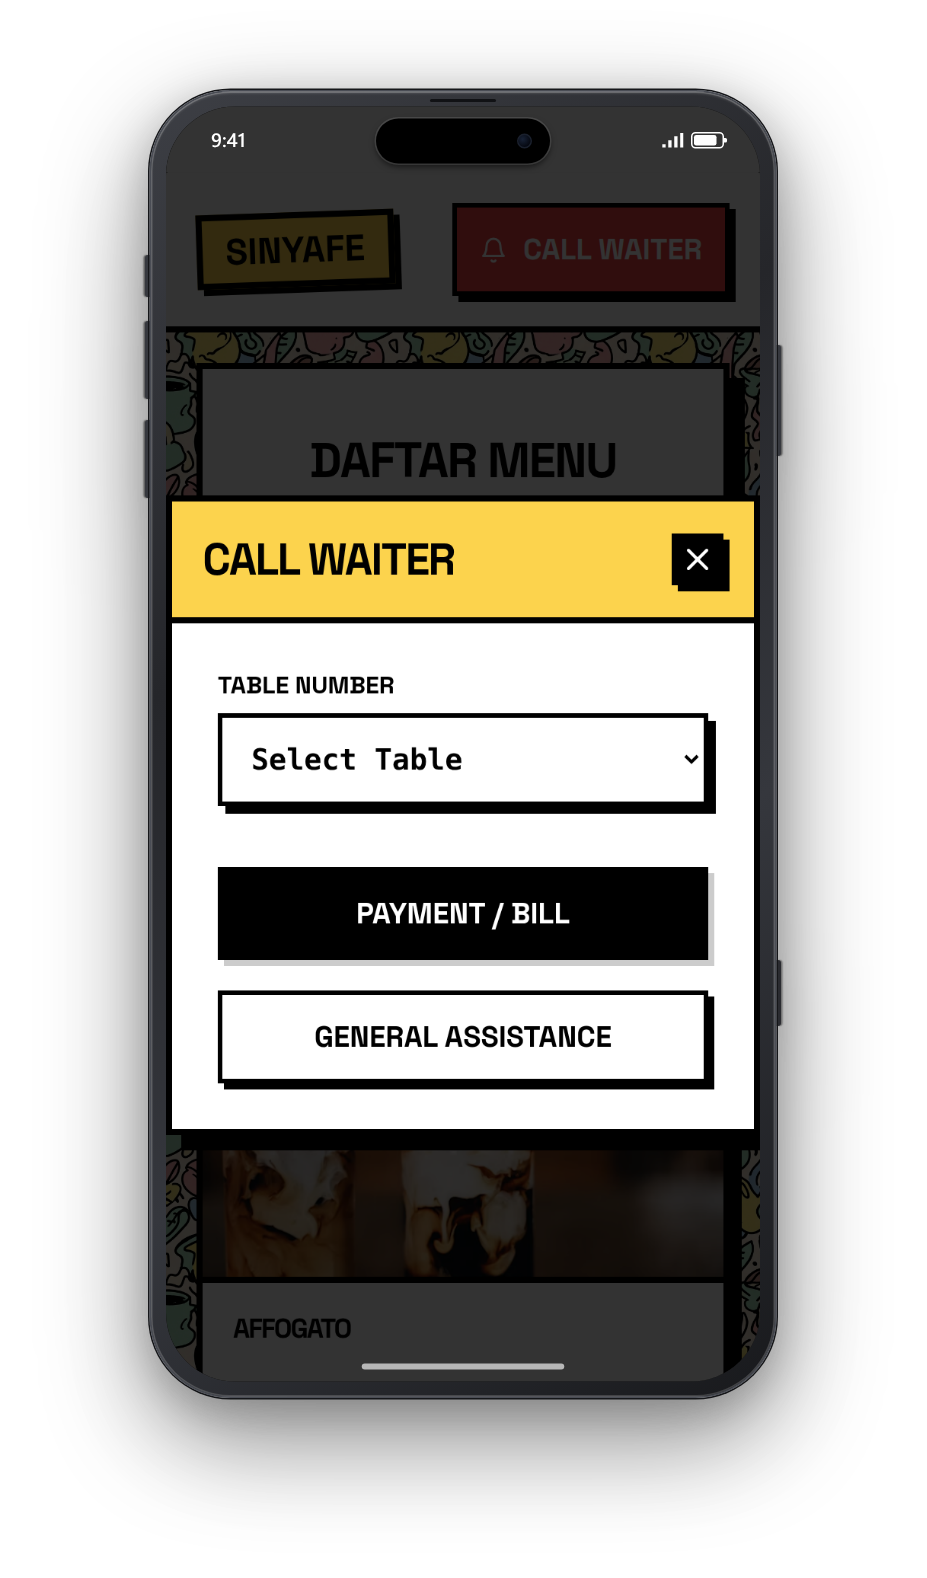 9:41
SINYAFE
CALL WAITER
DAFTAR MENU
CALL WAITER
TABLE NUMBER
Select Table
PAYMENT / BILL
GENERAL ASSISTANCE
AFFOGATO